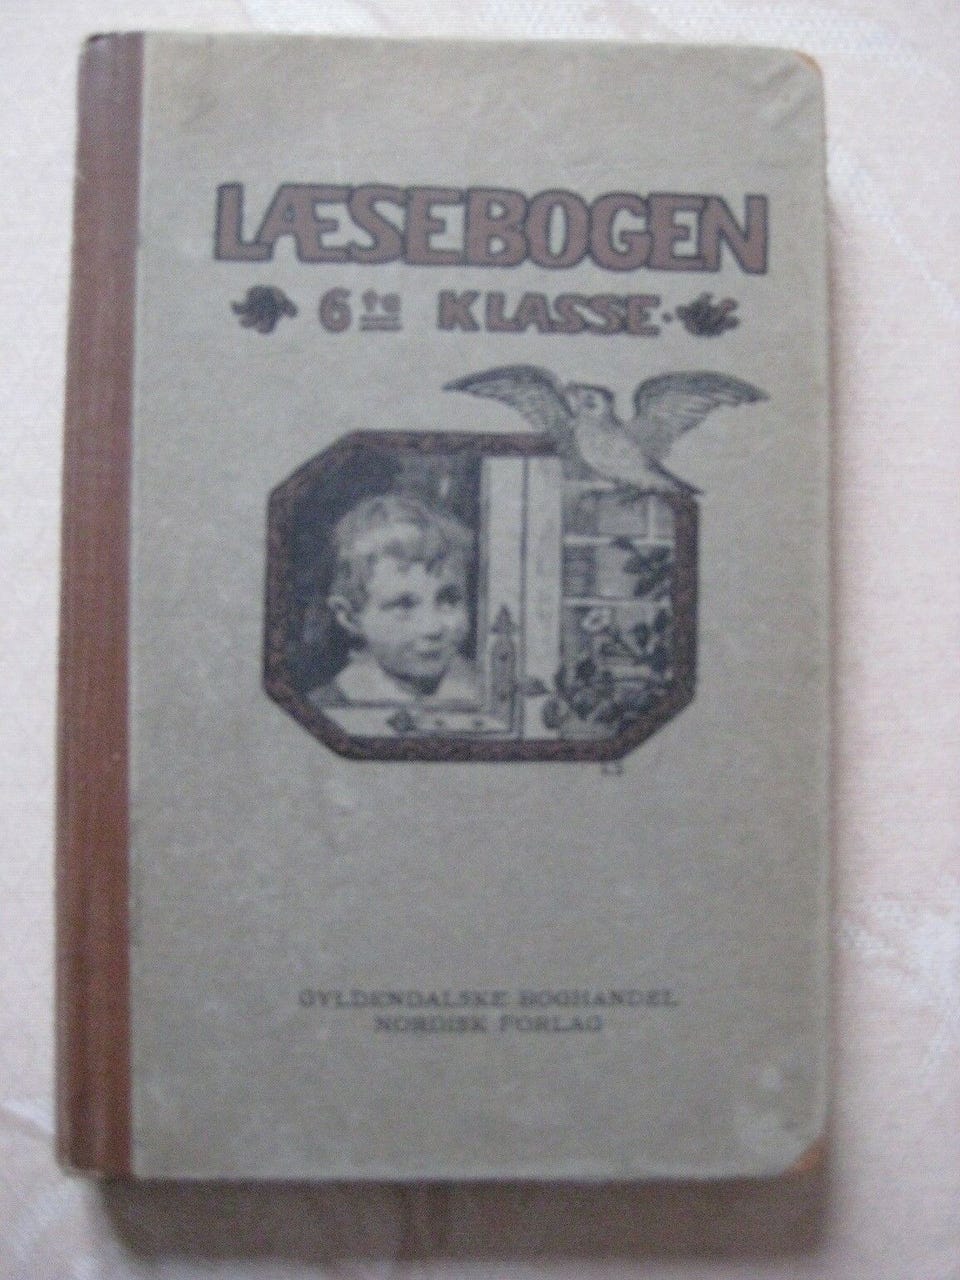 LÆSEBOGEN
6te KLASSE.
GYLDENDALSKE BOGHANDEL
NORDISK FORLAG